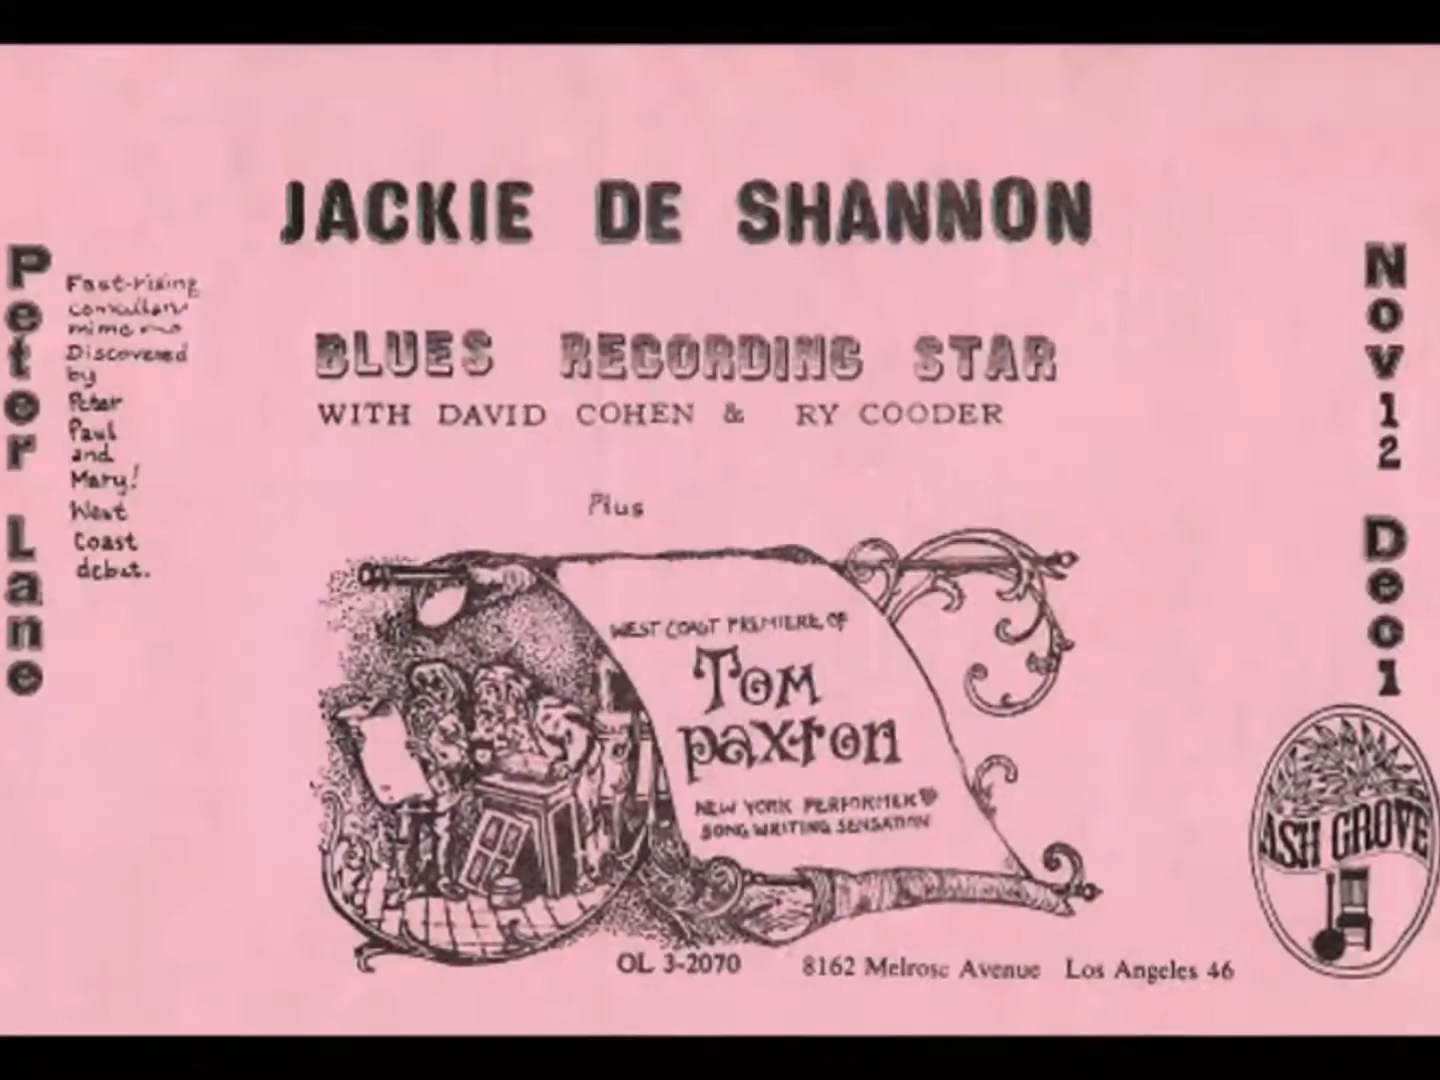 JACKIE DE SHANNON
BLUES RECORDING STAR
WITH DAVID COHEN & RY COODER
Plus
WEST COAST PREMIERE OF
TOM
paxton
NEW YORK PERFORMER
SONG WRITING SENSATION
OL 3-2070 8162 Melrose Avenue Los Angeles 46
Peter Lane
Fast-rising
comedian
mime
Discovered
by
Peter
Paul
and
Mary!
West
Coast
debut.
Nov 12 Dec 1
ASH GROVE